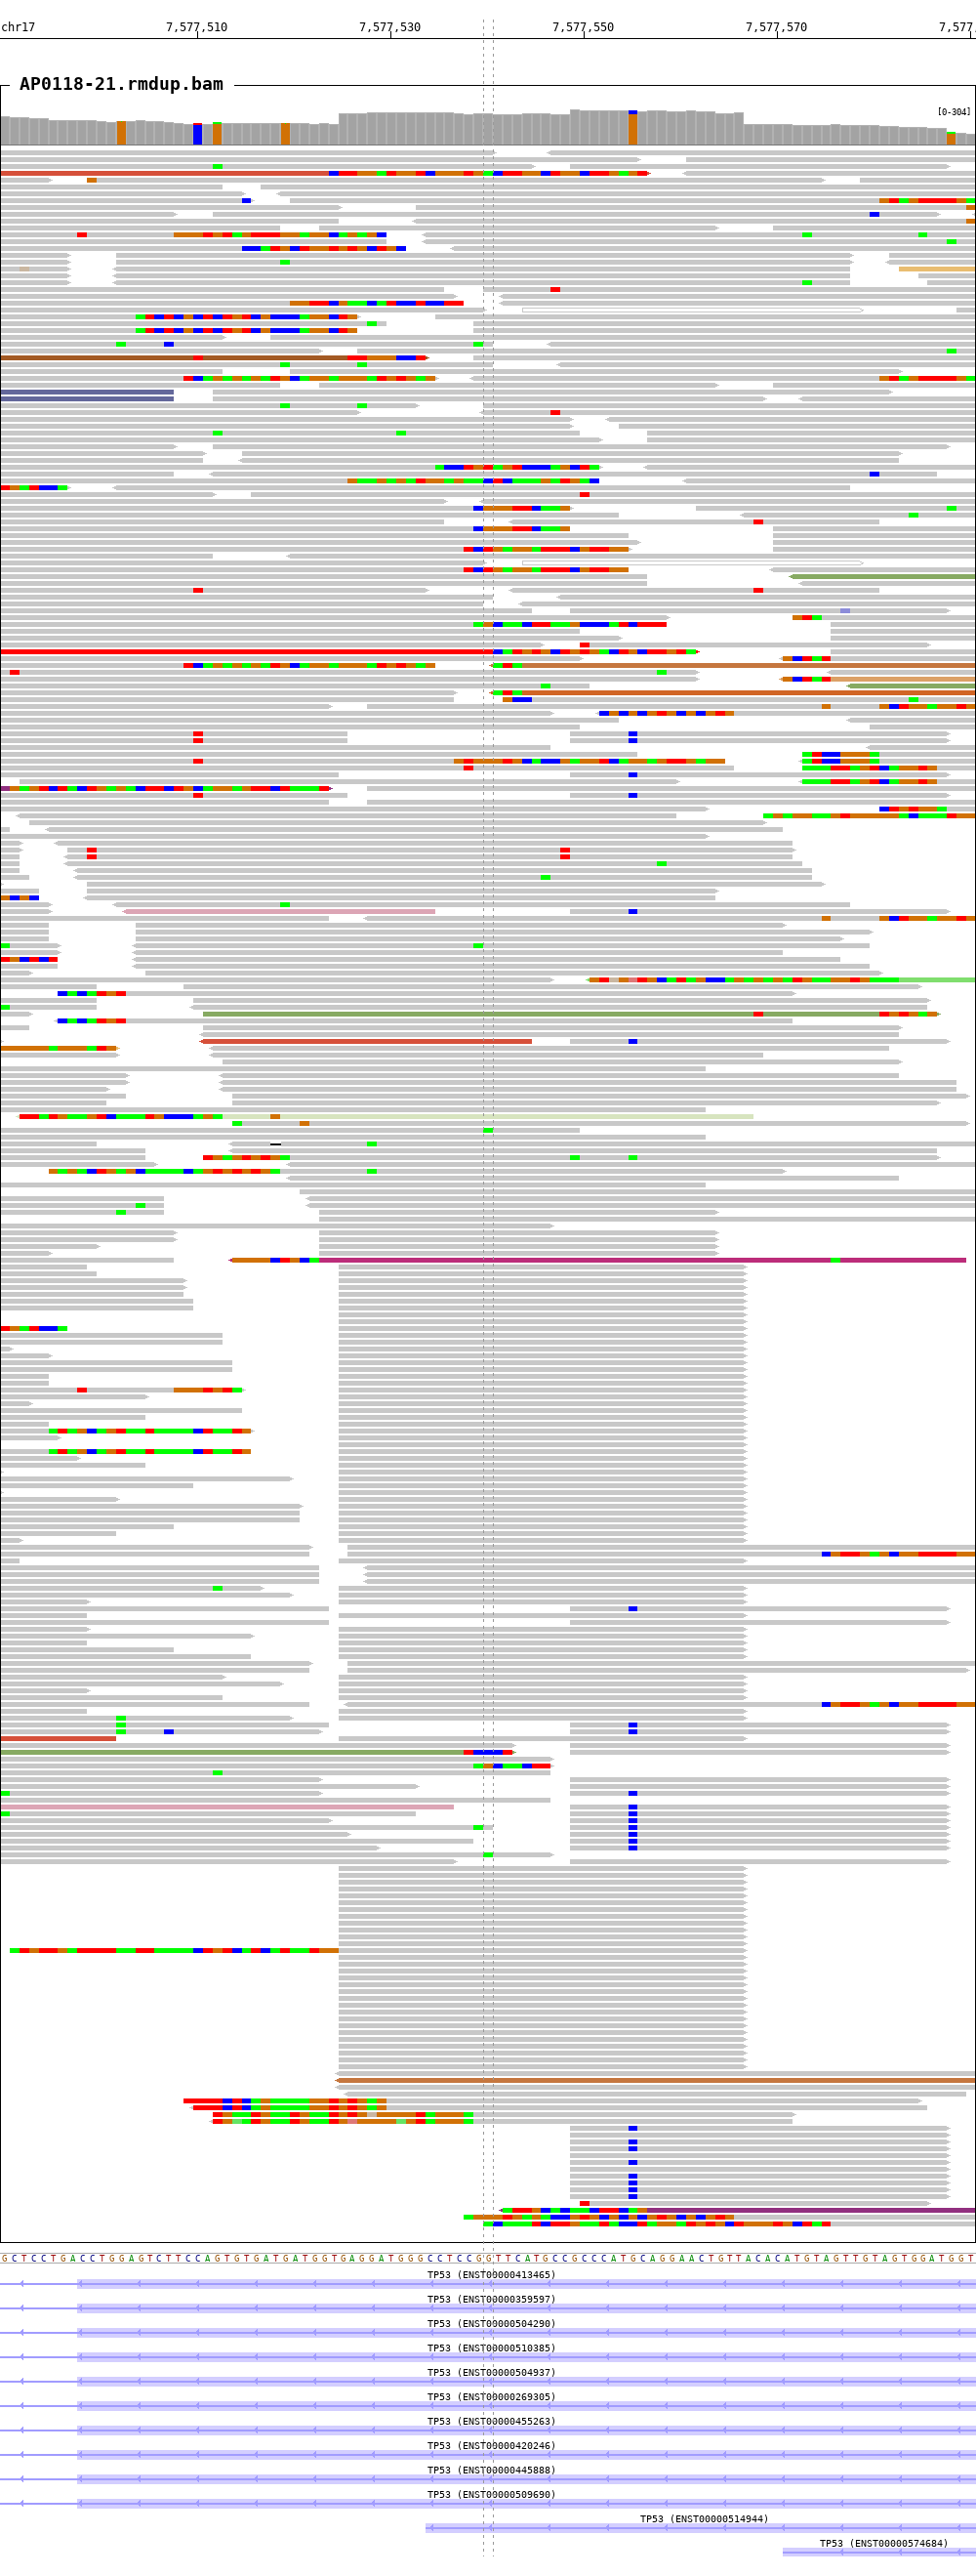 chr17 7,577,510 7,577,530 7,577,550 7,577,570 7,577,
AP0118-21.rmdup.bam
[0-304]
GCTCCTGACCTGGAGTCTTCCAGTGTGATGATGGTGAGGATGGGCCTCCGGTTCATGCCGCCCATGCAGGAACTGTTACACATGTAGTTGTAGTGGATGGT
TP53 (ENST00000413465)
TP53 (ENST00000359597)
TP53 (ENST00000504290)
TP53 (ENST00000510385)
TP53 (ENST00000504937)
TP53 (ENST00000269305)
TP53 (ENST00000455263)
TP53 (ENST00000420246)
TP53 (ENST00000445888)
TP53 (ENST00000509690)
TP53 (ENST00000514944)
TP53 (ENST00000574684)